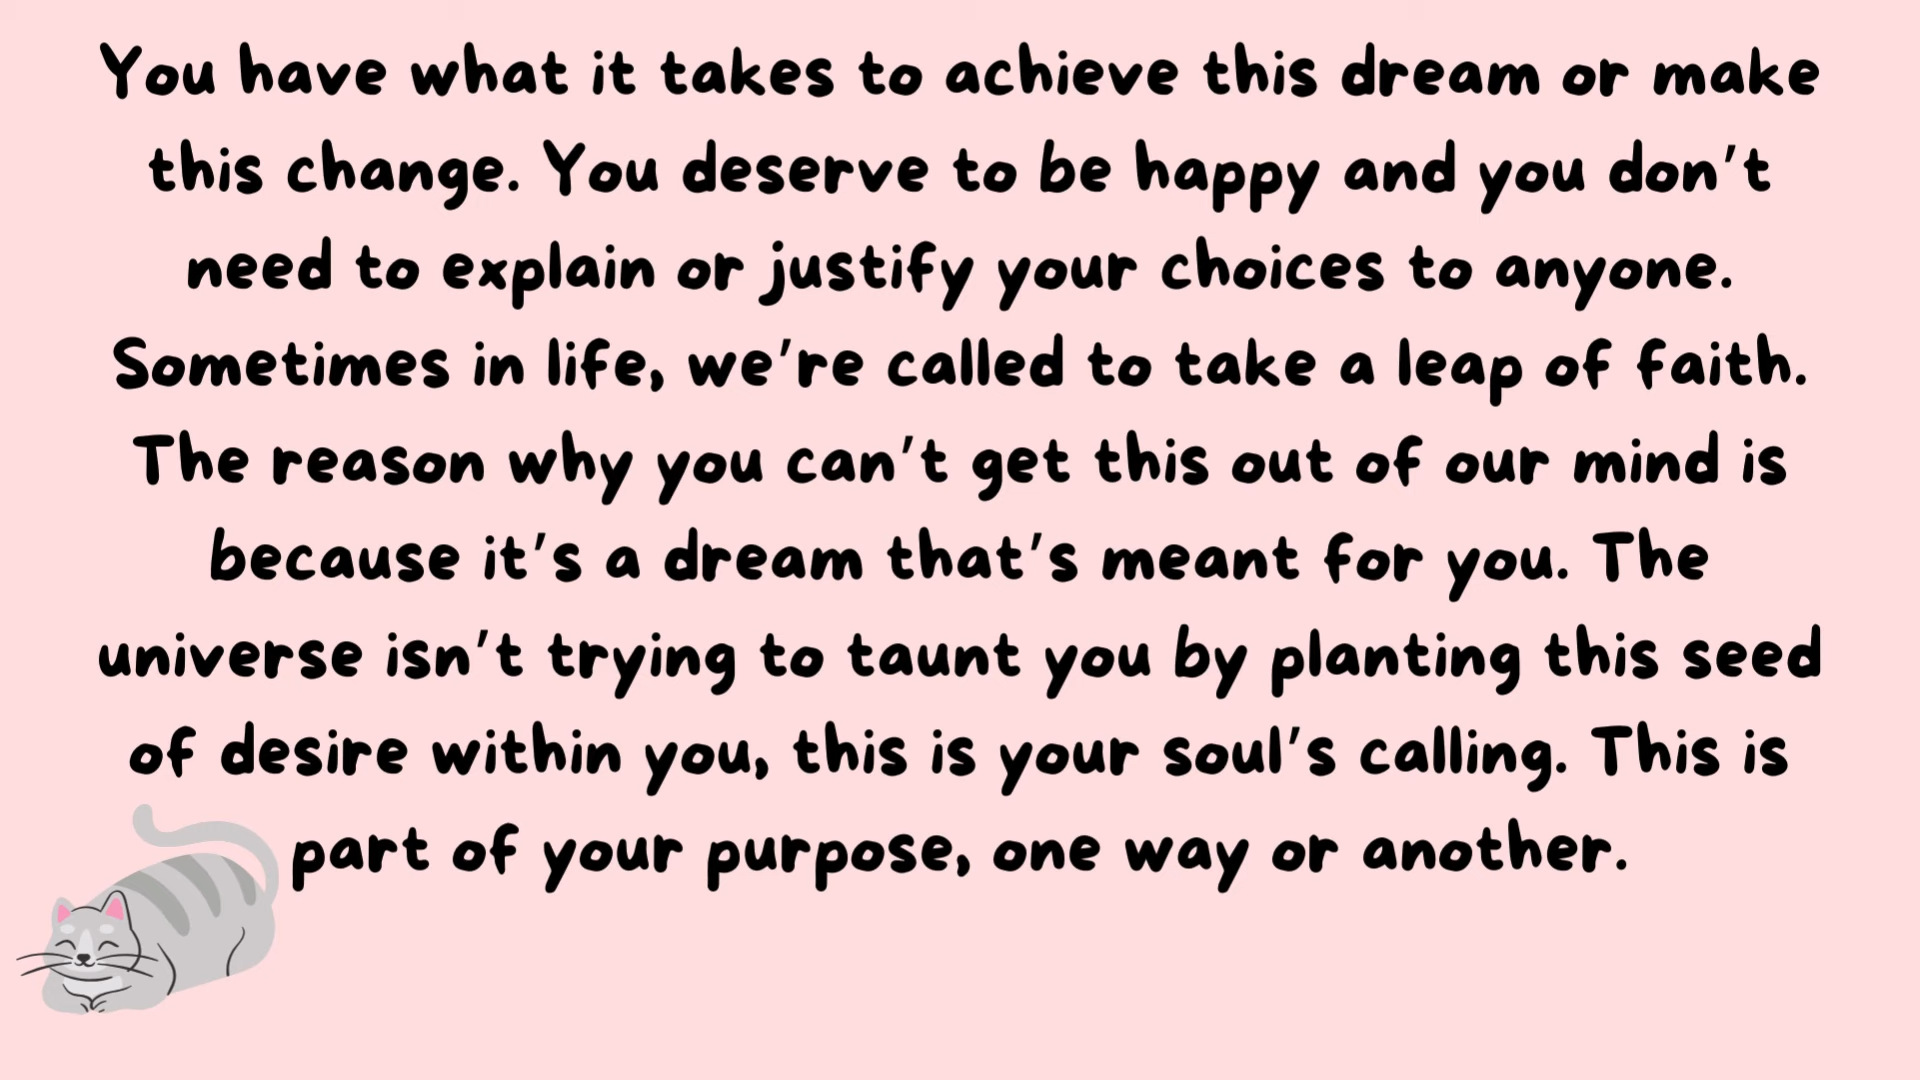 You have what it takes to achieve this dream or make
this change. You deserve to be happy and you don't
need to explain or justify your choices to anyone.
Sometimes in life, we're called to take a leap of faith.
The reason why you can't get this out of our mind is
because it's a dream that's meant for you. The
universe isn't trying to taunt you by planting this seed
of desire within you, this is your soul's calling. This is
part of your purpose, one way or another.